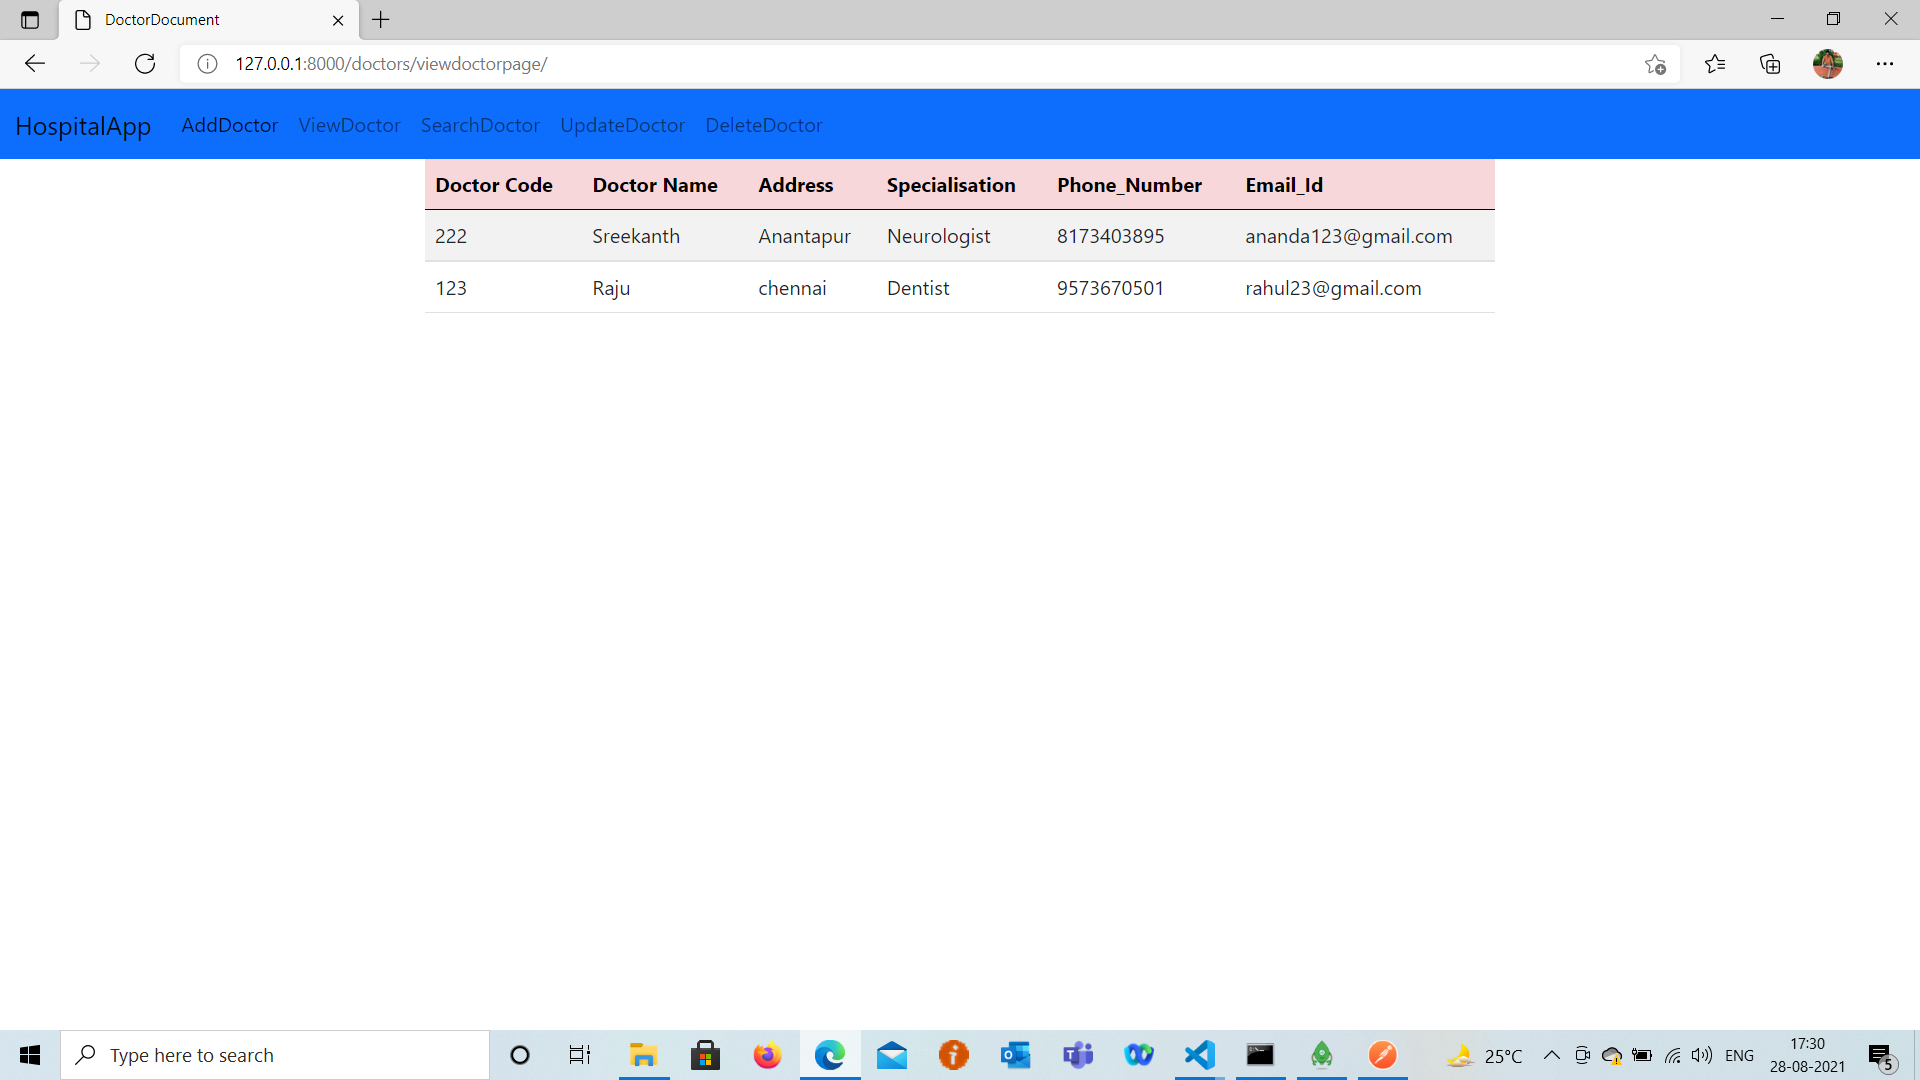 DoctorDocument
127.0.0.1:8000/doctors/viewdoctorpage/
HospitalApp AddDoctor ViewDoctor SearchDoctor UpdateDoctor DeleteDoctor
Doctor Code Doctor Name Address Specialisation Phone_Number Email_Id
222 Sreekanth Anantapur Neurologist 8173403895 ananda123@gmail.com
123 Raju chennai Dentist 9573670501 rahul23@gmail.com
Type here to search 25°C ENG 17:30
28-08-2021 5